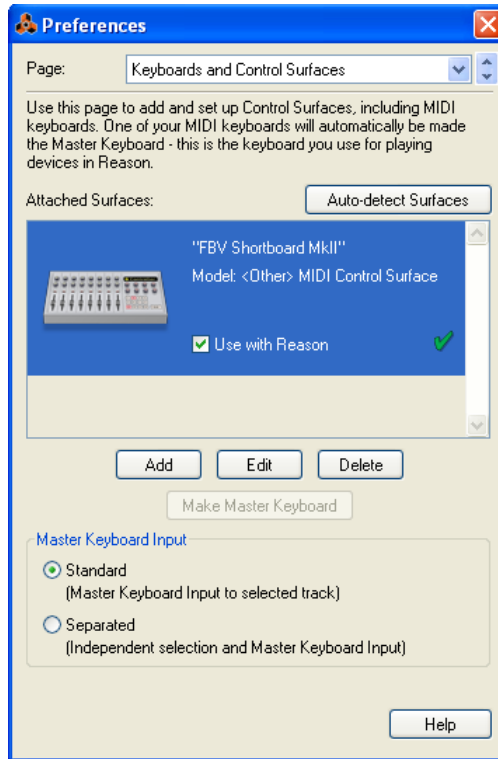 Preferences
Page: Keyboards and Control Surfaces
Use this page to add and set up Control Surfaces, including MIDI
keyboards. One of your MIDI keyboards will automatically be made
the Master Keyboard - this is the keyboard you use for playing
devices in Reason.
Attached Surfaces: Auto-detect Surfaces
"FBV Shortboard MkII"
Model: <Other> MIDI Control Surface
Use with Reason
Add Edit Delete
Make Master Keyboard
Master Keyboard Input
Standard
(Master Keyboard Input to selected track)
Separated
(Independent selection and Master Keyboard Input)
Help